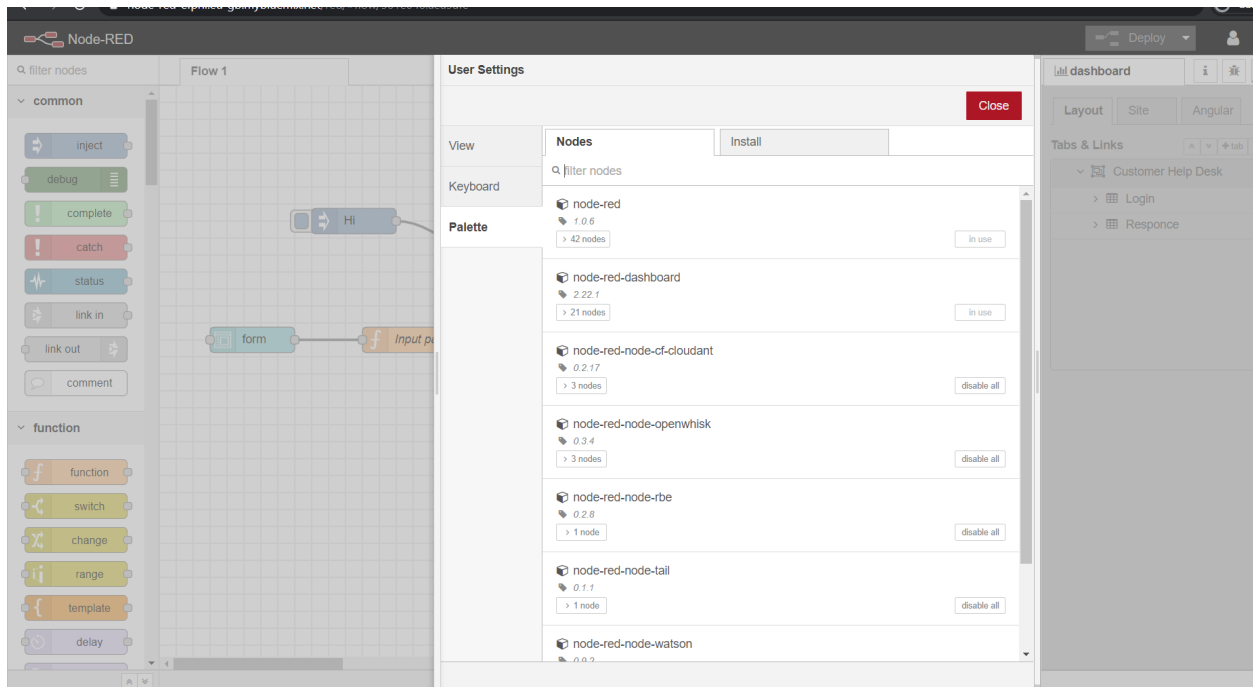 Node-RED
Deploy
filter nodes
Flow 1
User Settings
dashboard
Close
common
Layout
Site
Angular
View
Nodes
Install
inject
Tabs & Links
tab
filter nodes
Customer Help Desk
debug
Keyboard
Login
node-red
complete
Hi
1.0.6
Palette
Responce
42 nodes
in use
catch
node-red-dashboard
status
2.22.1
21 nodes
in use
link in
form
Input
link out
node-red-node-cf-cloudant
0.2.17
comment
3 nodes
disable all
function
node-red-node-openwhisk
0.3.4
3 nodes
disable all
function
node-red-node-rbe
switch
0.2.8
1 node
disable all
change
node-red-node-tail
range
0.1.1
template
1 node
disable all
delay
node-red-node-watson